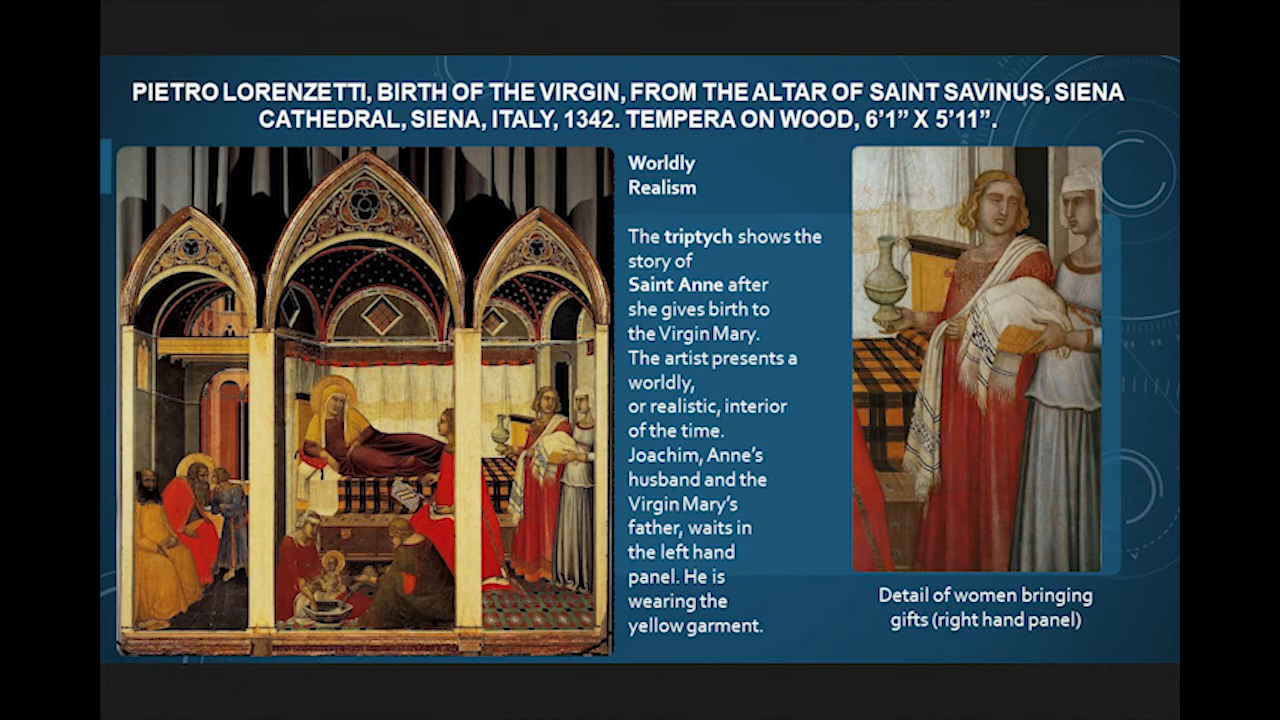 PIETRO LORENZETTI, BIRTH OF THE VIRGIN, FROM THE ALTAR OF SAINT SAVINUS, SIENA
CATHEDRAL, SIENA, ITALY, 1342. TEMPERA ON WOOD, 6’1” X 5’11”.
Worldly
Realism
The triptych shows the
story of
Saint Anne after
she gives birth to
the Virgin Mary.
The artist presents a
worldly,
or realistic, interior
of the time.
Joachim, Anne’s
husband and the
Virgin Mary’s
father, waits in
the left hand
panel. He is
wearing the
yellow garment.
Detail of women bringing
gifts (right hand panel)